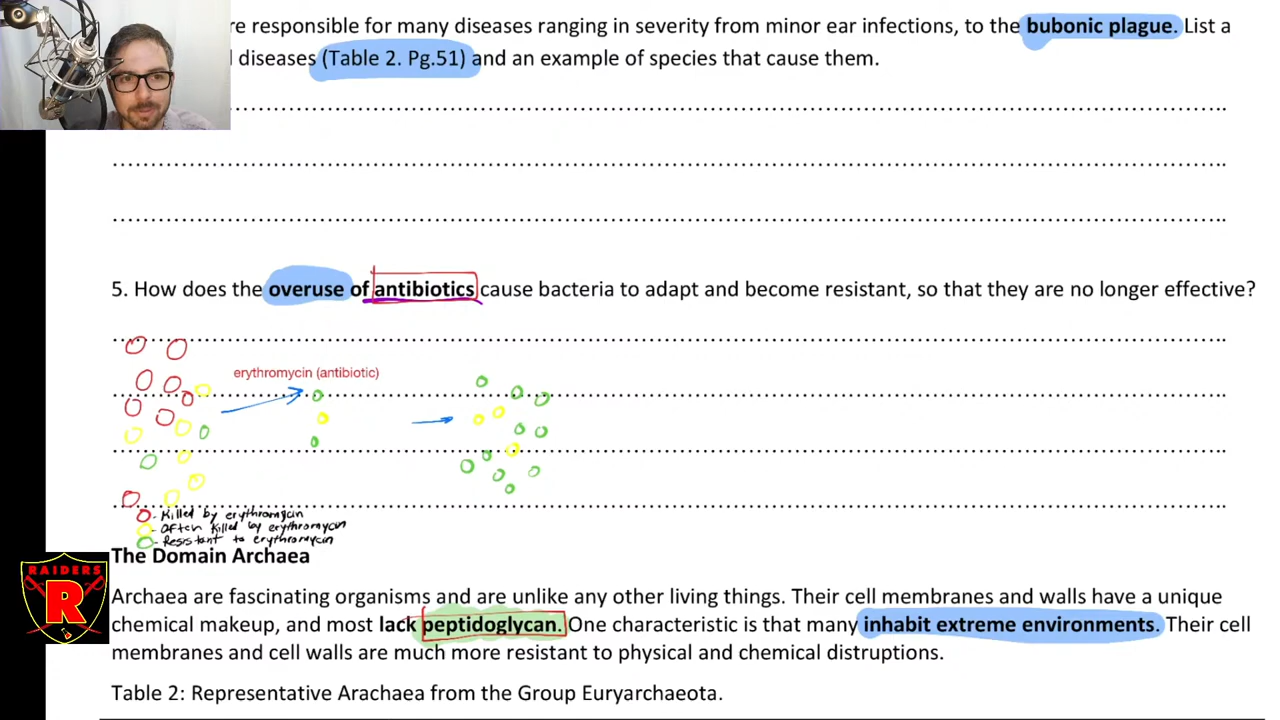 re responsible for many diseases ranging in severity from minor ear infections, to the bubonic plague. List a
diseases (Table 2. Pg.51) and an example of species that cause them.
5. How does the overuse of antibiotics cause bacteria to adapt and become resistant, so that they are no longer effective?
erythromycin (antibiotic)
- Killed by erythromycin
- Often killed by erythromycin
- Resistant to erythromycin
The Domain Archaea
RAIDERS
R
Archaea are fascinating organisms and are unlike any other living things. Their cell membranes and walls have a unique
chemical makeup, and most lack peptidoglycan. One characteristic is that many inhabit extreme environments. Their cell
membranes and cell walls are much more resistant to physical and chemical distruptions.
Table 2: Representative Arachaea from the Group Euryarchaeota.